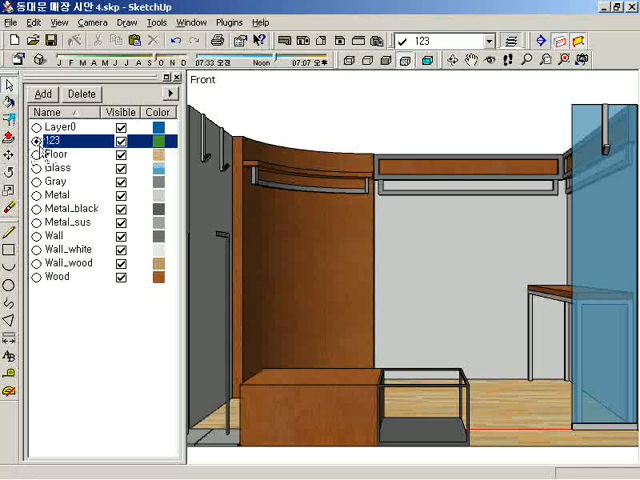 동대문 매장 시안 4.skp - SketchUp
File Edit View Camera Draw Tools Window Plugins Help
123
J F M A M J J A S O N D 07:33 오전 Noon 07:05 오후
Add Delete
Name Visible Color
Layer0
123
Floor
Glass
Gray
Metal
Metal_black
Metal_sus
Wall
Wall_white
Wall_wood
Wood
Front